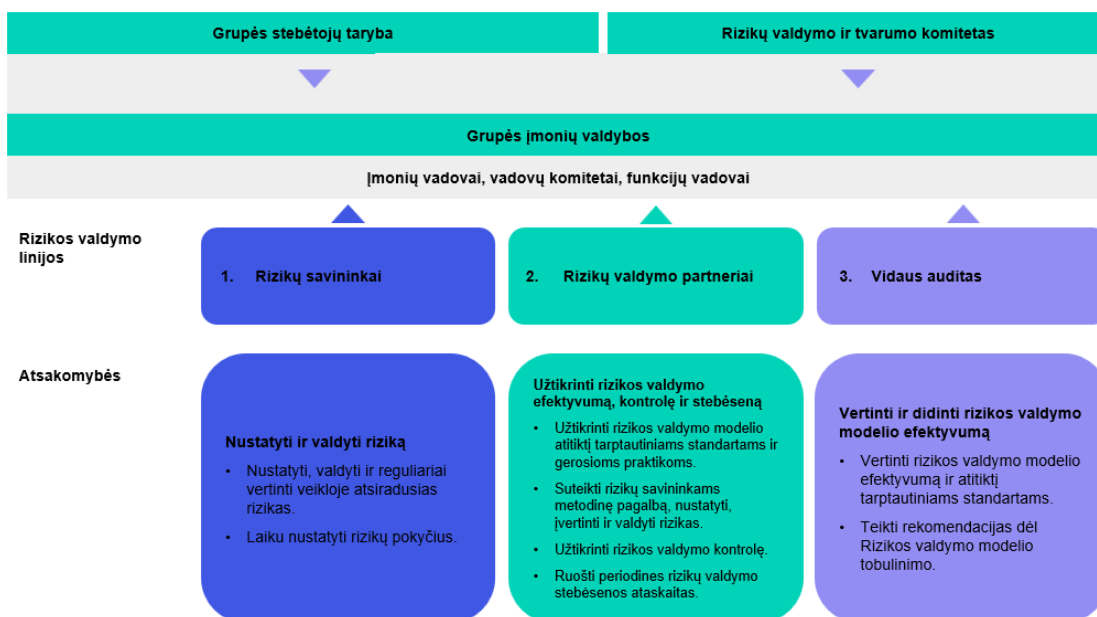 Grupės stebėtojų taryba
Rizikų valdymo ir tvarumo komitetas
Grupės įmonių valdybos
Įmonių vadovai, vadovų komitetai, funkcijų vadovai
Rizikos valdymo
linijos
1. Rizikų savininkai
2. Rizikų valdymo partneriai
3. Vidaus auditas
Atsakomybės
Nustatyti ir valdyti riziką
• Nustatyti, valdyti ir reguliariai
vertinti veikloje atsiradusias
rizikas.
• Laiku nustatyti rizikų pokyčius.
Užtikrinti rizikos valdymo
efektyvumą, kontrolę ir stebėseną
• Užtikrinti rizikos valdymo modelio
atitiktį tarptautiniams standartams ir
gerosioms praktikoms.
• Suteikti rizikų savininkams
metodinę pagalbą, nustatyti,
įvertinti ir valdyti rizikas.
• Užtikrinti rizikos valdymo kontrolę.
• Ruošti periodines rizikų valdymo
stebėsenos ataskaitas.
Vertinti ir didinti rizikos valdymo
modelio efektyvumą
• Vertinti rizikos valdymo modelio
efektyvumą ir atitiktį
tarptautiniams standartams.
• Teikti rekomendacijas dėl
Rizikos valdymo modelio
tobulinimo.